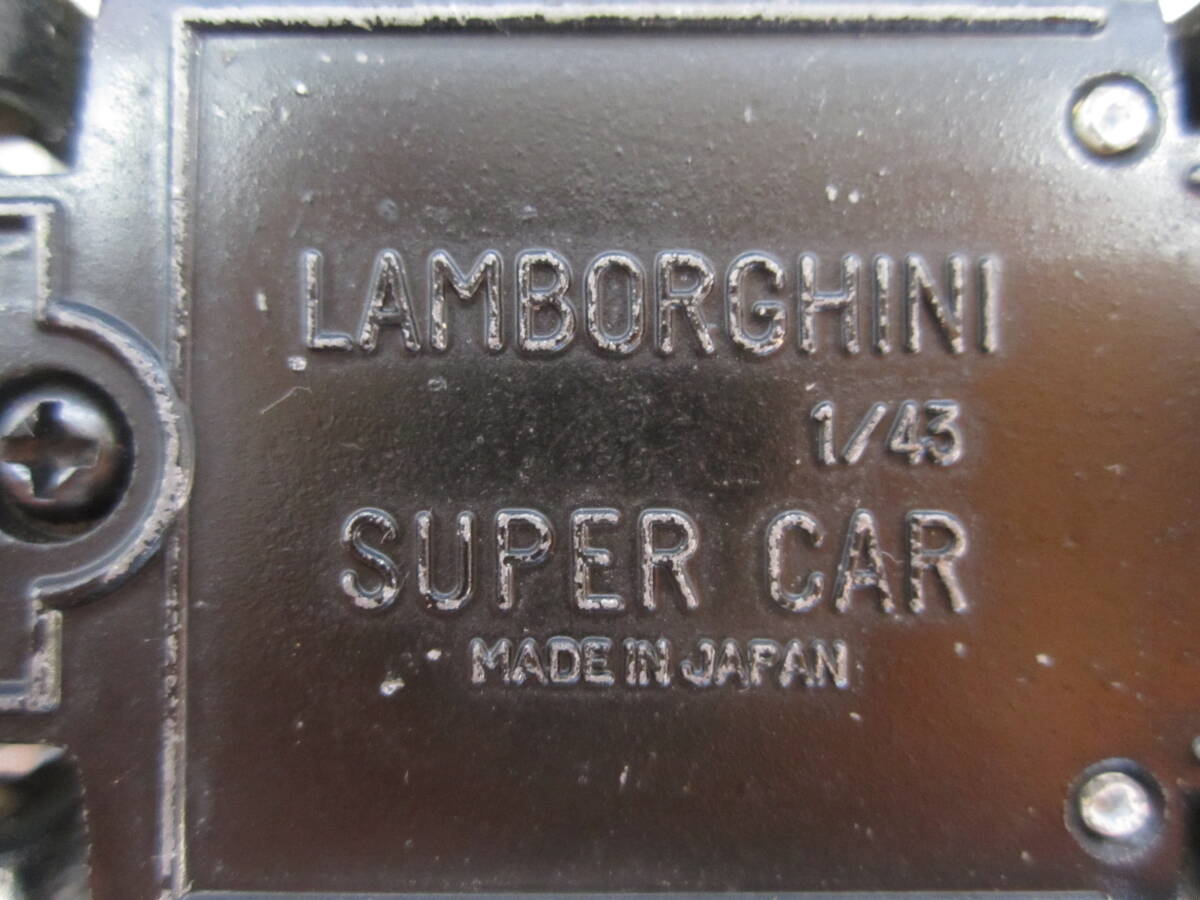 LAMBORGHINI
1/43
SUPER CAR
MADE IN JAPAN